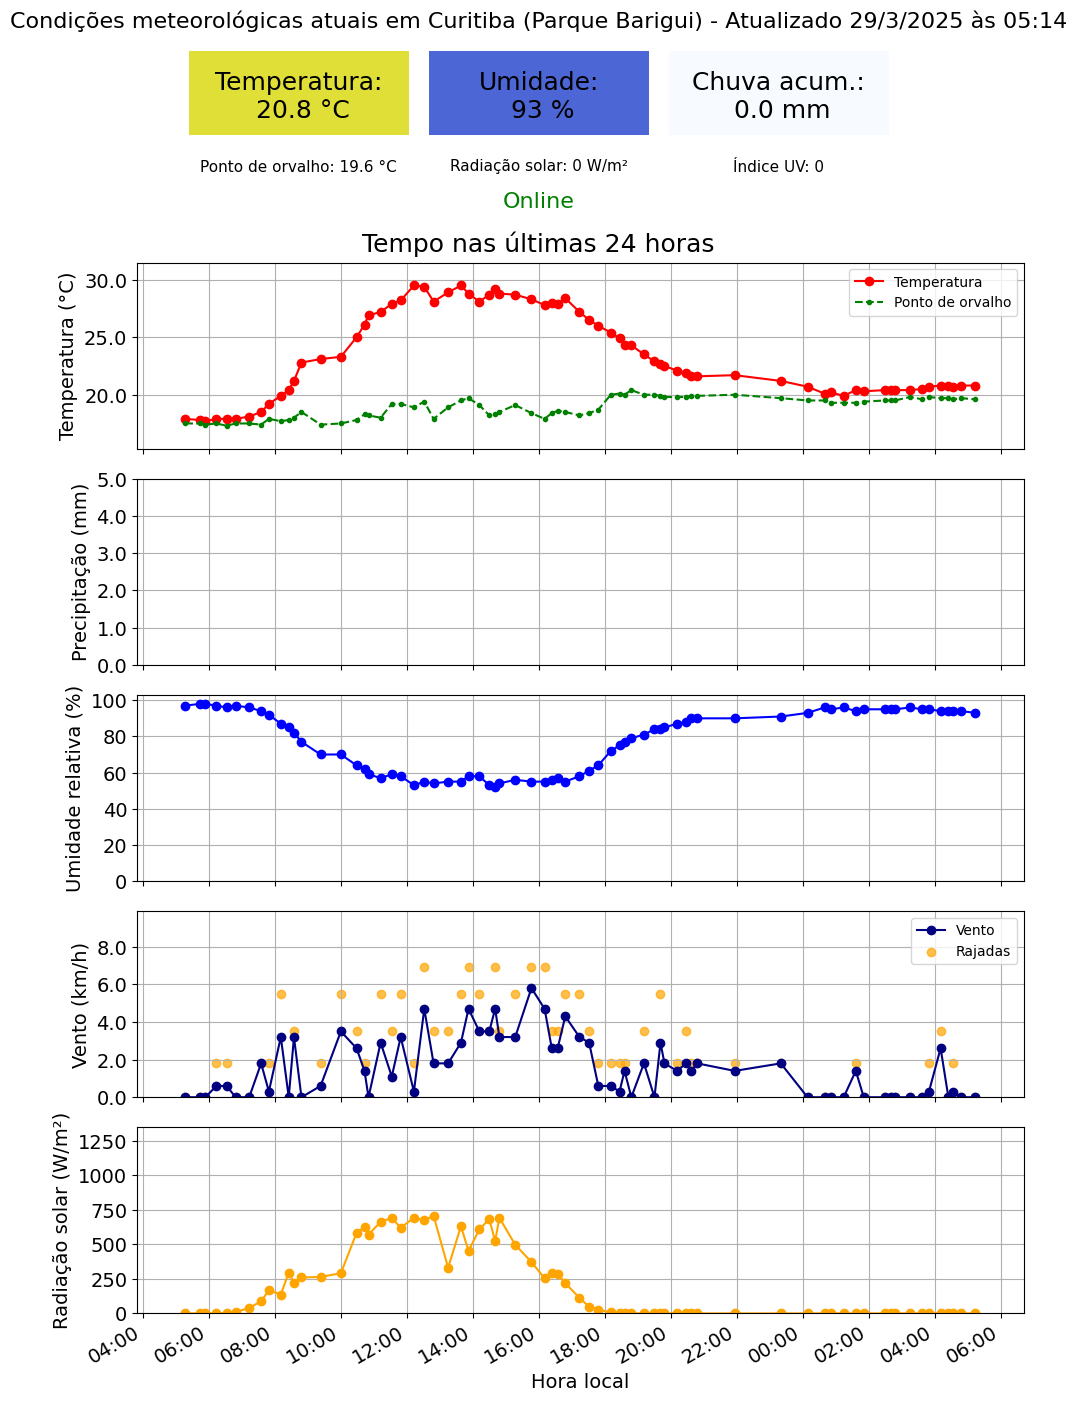 Condições meteorológicas atuais em Curitiba (Parque Barigui) - Atualizado 29/3/2025 às 05:14
Temperatura:
20.8 °C
Umidade:
93 %
Chuva acum.:
0.0 mm
Ponto de orvalho: 19.6 °C
Radiação solar: 0 W/m²
Índice UV: 0
Online
Tempo nas últimas 24 horas
Temperatura (°C)
30.0
25.0
20.0
Temperatura
Ponto de orvalho
Precipitação (mm)
5.0
4.0
3.0
2.0
1.0
0.0
Umidade relativa (%)
100
80
60
40
20
0
Vento (km/h)
8.0
6.0
4.0
2.0
0.0
Vento
Rajadas
Radiação solar (W/m²)
1250
1000
750
500
250
0
04:00
06:00
08:00
10:00
12:00
14:00
16:00
18:00
20:00
22:00
00:00
02:00
04:00
06:00
Hora local